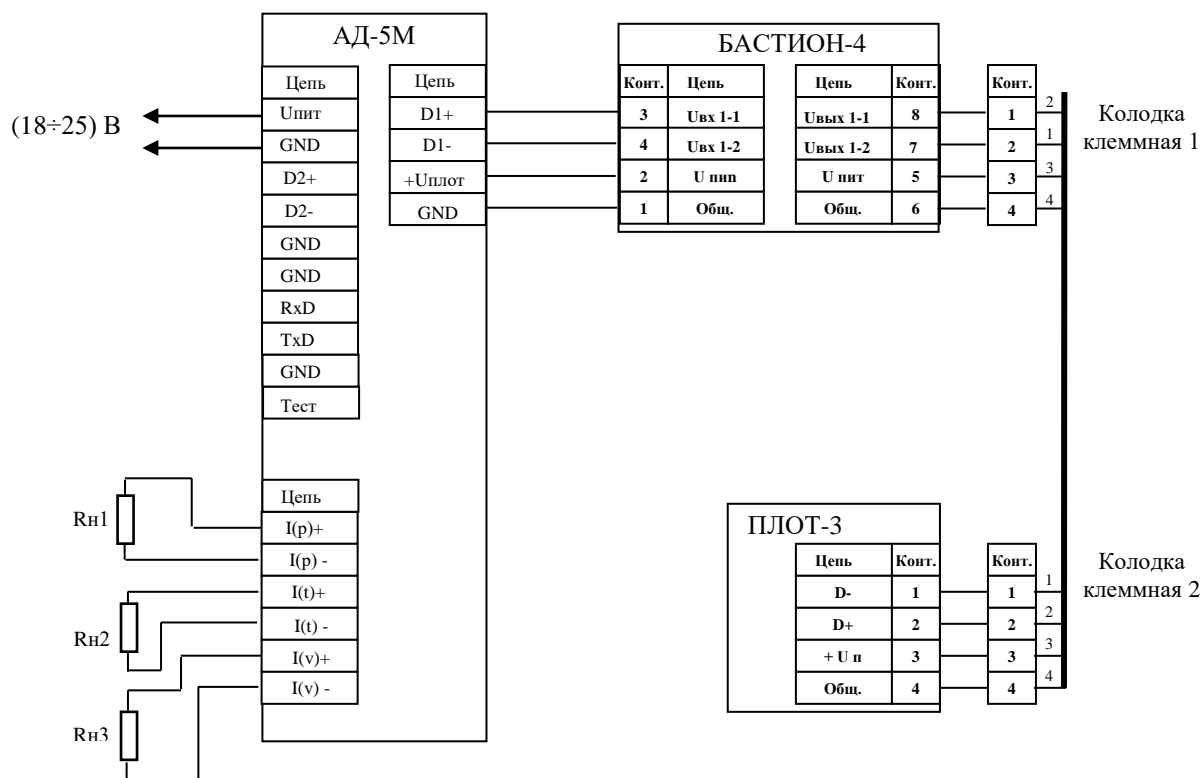 АД-5М
Цепь
Uпит
GND
D2+
D2-
GND
GND
RxD
TxD
GND
Тест
Цепь
D1+
D1-
+Uплот
GND
(18÷25) В
БАСТИОН-4
Конт. Цепь Цепь Конт.
3 Uвх 1-1 Uвых 1-1 8
4 Uвх 1-2 Uвых 1-2 7
2 U пип U пит 5
1 Общ. Общ. 6
Конт.
1 2
2 1
3 3
4 4
Колодка
клеммная 1
Цепь
I(p)+
I(p) -
I(t)+
I(t) -
I(v)+
I(v) -
Rн1
Rн2
Rн3
ПЛОТ-3
Цепь Конт. Конт.
D- 1 1 1
D+ 2 2 2
+ U п 3 3 3
Общ. 4 4 4
Колодка
клеммная 2